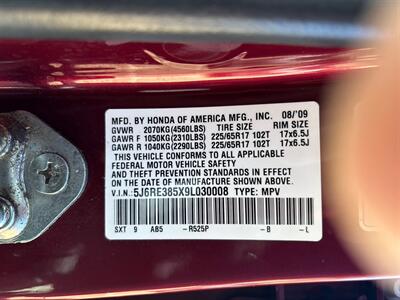 MFD. BY HONDA OF AMERICA MFG., INC. 08/'09
GVWR 2070KG(4560LBS) TIRE SIZE RIM SIZE
GAWR F 1050KG(2310LBS) 225/65R17 102T 17x6.5J
GAWR R 1040KG(2290LBS) 225/65R17 102T 17x6.5J
THIS VEHICLE CONFORMS TO ALL APPLICABLE
FEDERAL MOTOR VEHICLE SAFETY
AND THEFT PREVENTION STANDARDS IN EFFECT ON
THE DATE OF MANUFACTURE SHOWN ABOVE.
V.I.N.: 5J6RE385X9L030008 TYPE: MPV
SXT 9 AB5 - R525P -B -L